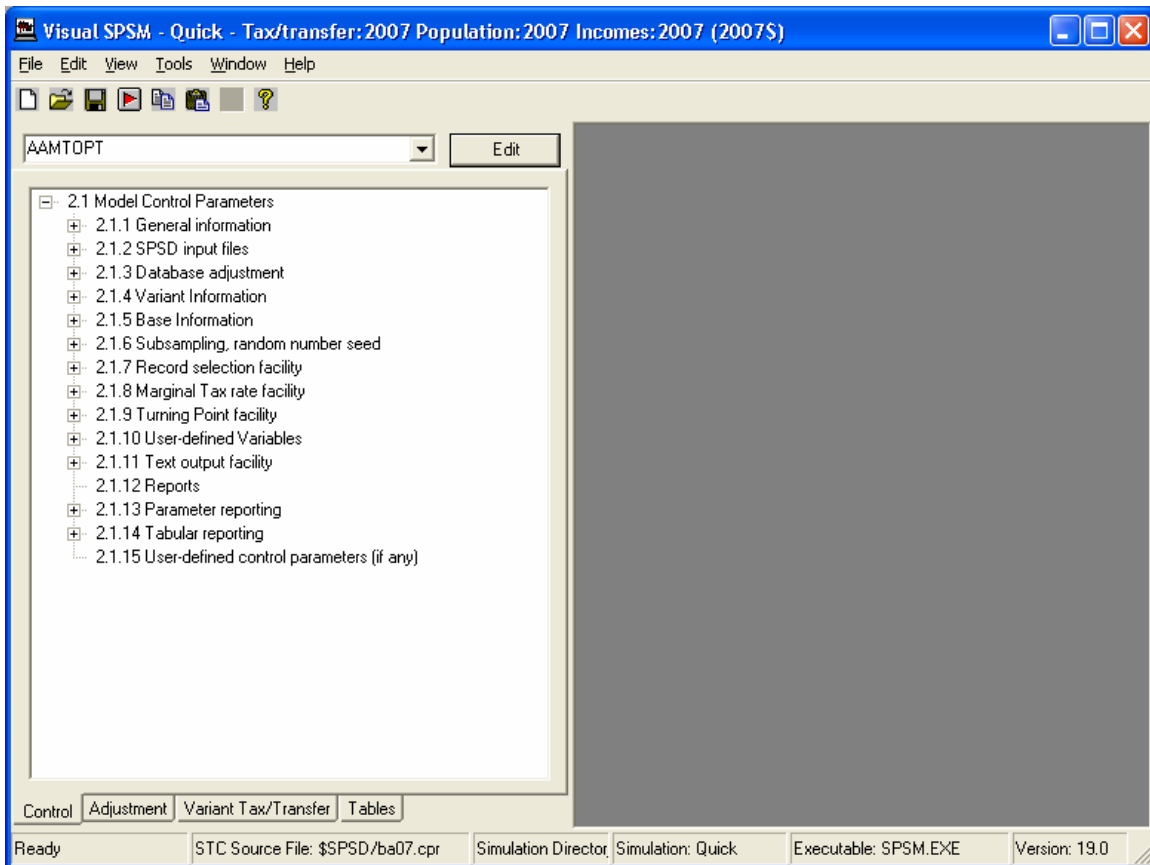 Visual SPSM - Quick - Tax/transfer:2007 Population:2007 Incomes:2007 (2007$)
File Edit View Tools Window Help
AAMTOPT Edit
2.1 Model Control Parameters
2.1.1 General information
2.1.2 SPSD input files
2.1.3 Database adjustment
2.1.4 Variant Information
2.1.5 Base Information
2.1.6 Subsampling, random number seed
2.1.7 Record selection facility
2.1.8 Marginal Tax rate facility
2.1.9 Turning Point facility
2.1.10 User-defined Variables
2.1.11 Text output facility
2.1.12 Reports
2.1.13 Parameter reporting
2.1.14 Tabular reporting
2.1.15 User-defined control parameters (if any)
Control Adjustment Variant Tax/Transfer Tables
Ready STC Source File: $SPSD/ba07.cpr Simulation Director Simulation: Quick Executable: SPSM.EXE Version: 19.0